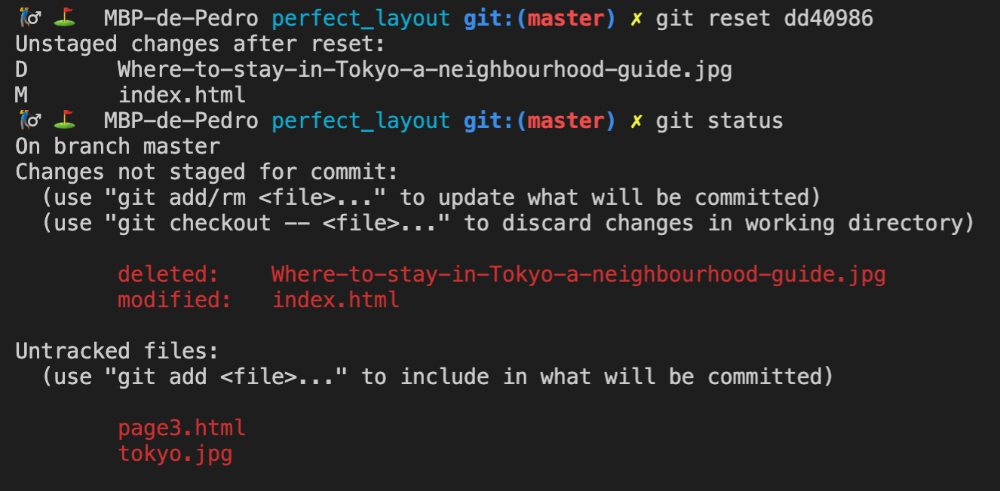 MBP-de-Pedro perfect_layout git:(master) ✗ git reset dd40986
Unstaged changes after reset:
D Where-to-stay-in-Tokyo-a-neighbourhood-guide.jpg
M index.html
MBP-de-Pedro perfect_layout git:(master) ✗ git status
On branch master
Changes not staged for commit:
(use "git add/rm <file>..." to update what will be committed)
(use "git checkout -- <file>..." to discard changes in working directory)
deleted: Where-to-stay-in-Tokyo-a-neighbourhood-guide.jpg
modified: index.html
Untracked files:
(use "git add <file>..." to include in what will be committed)
page3.html
tokyo.jpg